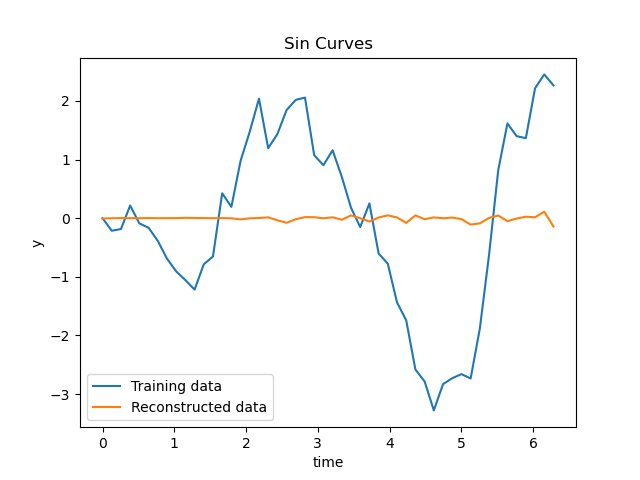 Sin Curves
y
2
1
0
−1
−2
−3
Training data
Reconstructed data
0 1 2 3 4 5 6
time